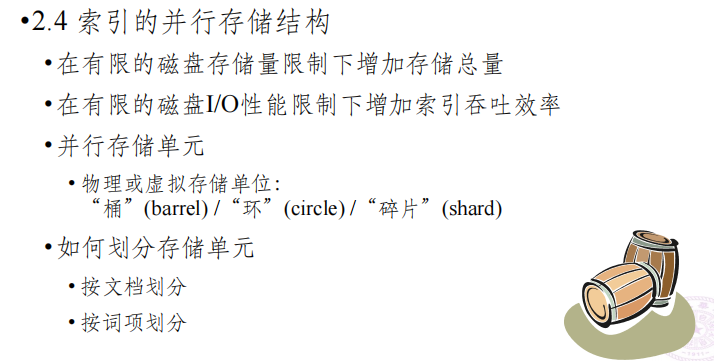 •2.4 索引的并行存储结构
•在有限的磁盘存储量限制下增加存储总量
•在有限的磁盘I/O性能限制下增加索引吞吐效率
•并行存储单元
•物理或虚拟存储单位：
“桶”(barrel) /“环”(circle) /“碎片”(shard)
•如何划分存储单元
•按文档划分
•按词项划分